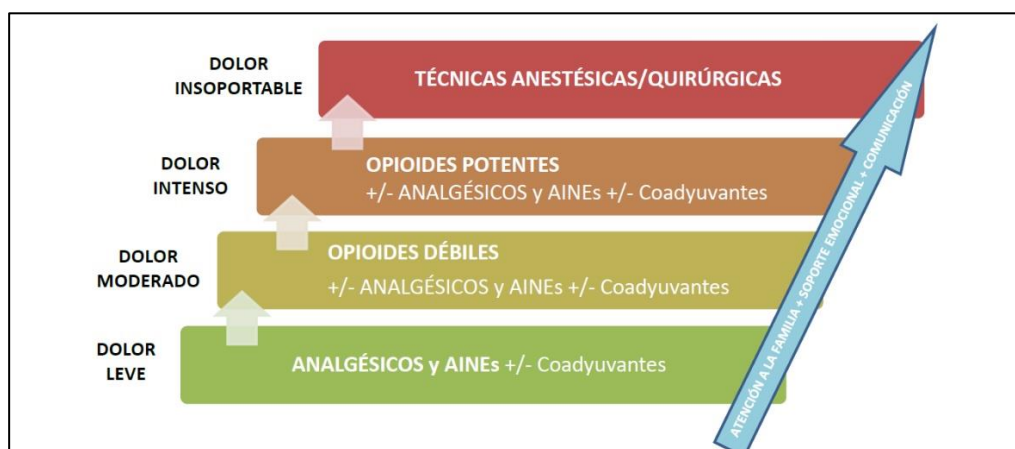 DOLOR
INSOPORTABLE
TÉCNICAS ANESTÉSICAS/QUIRÚRGICAS
DOLOR
INTENSO
OPIOIDES POTENTES
+/- ANALGÉSICOS y AINEs +/- Coadyuvantes
DOLOR
MODERADO
OPIOIDES DÉBILES
+/- ANALGÉSICOS y AINEs +/- Coadyuvantes
DOLOR
LEVE
ANALGÉSICOS y AINEs +/- Coadyuvantes
ATENCIÓN A LA FAMILIA + SOPORTE EMOCIONAL + COMUNICACIÓN